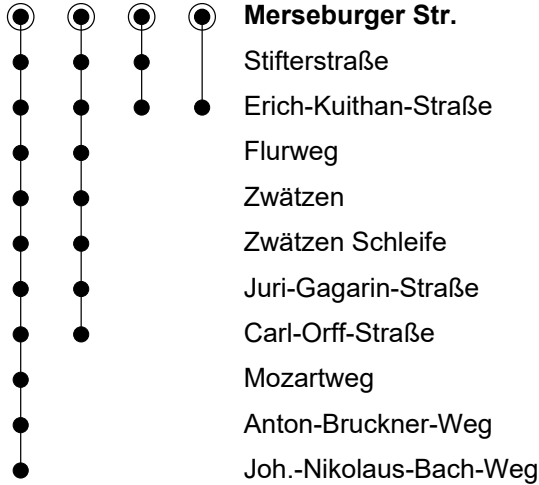 Merseburger Str.
Stifterstraße
Erich-Kuithan-Straße
Flurweg
Zwätzen
Zwätzen Schleife
Juri-Gagarin-Straße
Carl-Orff-Straße
Mozartweg
Anton-Bruckner-Weg
Joh.-Nikolaus-Bach-Weg